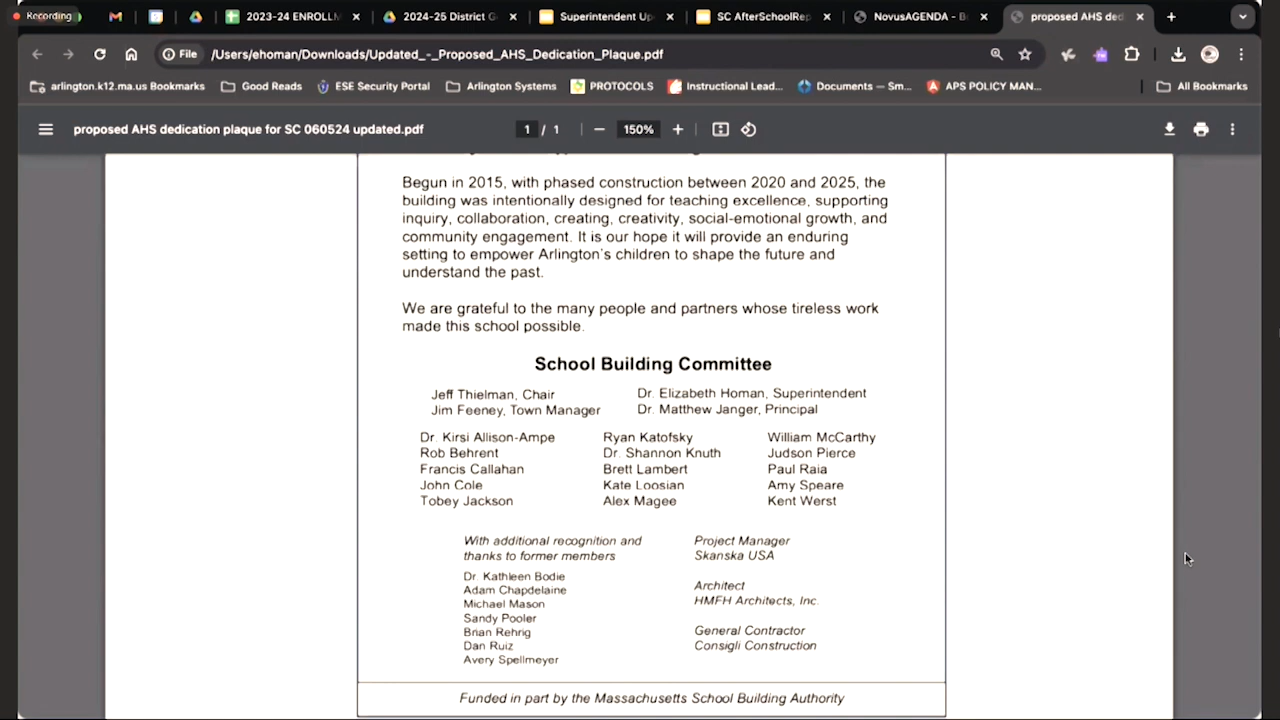 Recording
2023-24 ENROLLM
2024-25 District G
Superintendent Up
SC AfterSchoolRep
NovusAGENDA - B
proposed AHS ded
File
/Users/ehoman/Downloads/Updated_-_Proposed_AHS_Dedication_Plaque.pdf
arlington.k12.ma.us Bookmarks
Good Reads
ESE Security Portal
Arlington Systems
PROTOCOLS
Instructional Lead...
Documents — Sm...
APS POLICY MAN...
All Bookmarks
proposed AHS dedication plaque for SC 060524 updated.pdf
1 / 1
150%
Begun in 2015, with phased construction between 2020 and 2025, the
building was intentionally designed for teaching excellence, supporting
inquiry, collaboration, creating, creativity, social-emotional growth, and
community engagement. It is our hope it will provide an enduring
setting to empower Arlington's children to shape the future and
understand the past.
We are grateful to the many people and partners whose tireless work
made this school possible.
School Building Committee
Jeff Thielman, Chair
Jim Feeney, Town Manager
Dr. Elizabeth Homan, Superintendent
Dr. Matthew Janger, Principal
Dr. Kirsi Allison-Ampe
Rob Behrent
Francis Callahan
John Cole
Tobey Jackson
Ryan Katofsky
Dr. Shannon Knuth
Brett Lambert
Kate Loosian
Alex Magee
William McCarthy
Judson Pierce
Paul Raia
Amy Speare
Kent Werst
With additional recognition and
thanks to former members
Dr. Kathleen Bodie
Adam Chapdelaine
Michael Mason
Sandy Pooler
Brian Rehrig
Dan Ruiz
Avery Spellmeyer
Project Manager
Skanska USA
Architect
HMFH Architects, Inc.
General Contractor
Consigli Construction
Funded in part by the Massachusetts School Building Authority